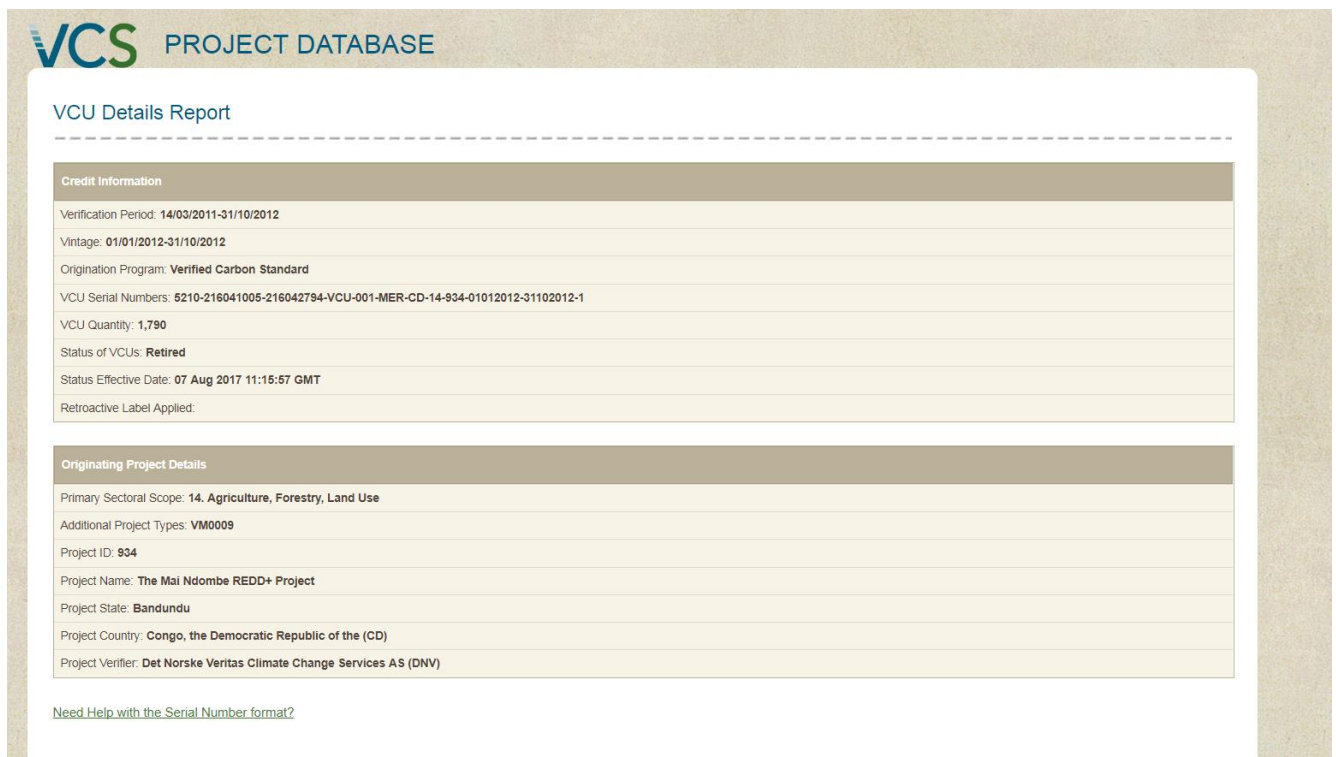 VCS PROJECT DATABASE
VCU Details Report
Credit Information
Verification Period: 14/03/2011-31/10/2012
Vintage: 01/01/2012-31/10/2012
Origination Program: Verified Carbon Standard
VCU Serial Numbers: 5210-216041005-216042794-VCU-001-MER-CD-14-934-01012012-31102012-1
VCU Quantity: 1,790
Status of VCUs: Retired
Status Effective Date: 07 Aug 2017 11:15:57 GMT
Retroactive Label Applied:
Originating Project Details
Primary Sectoral Scope: 14. Agriculture, Forestry, Land Use
Additional Project Types: VM0009
Project ID: 934
Project Name: The Mai Ndombe REDD+ Project
Project State: Bandundu
Project Country: Congo, the Democratic Republic of the (CD)
Project Verifier: Det Norske Veritas Climate Change Services AS (DNV)
Need Help with the Serial Number format?